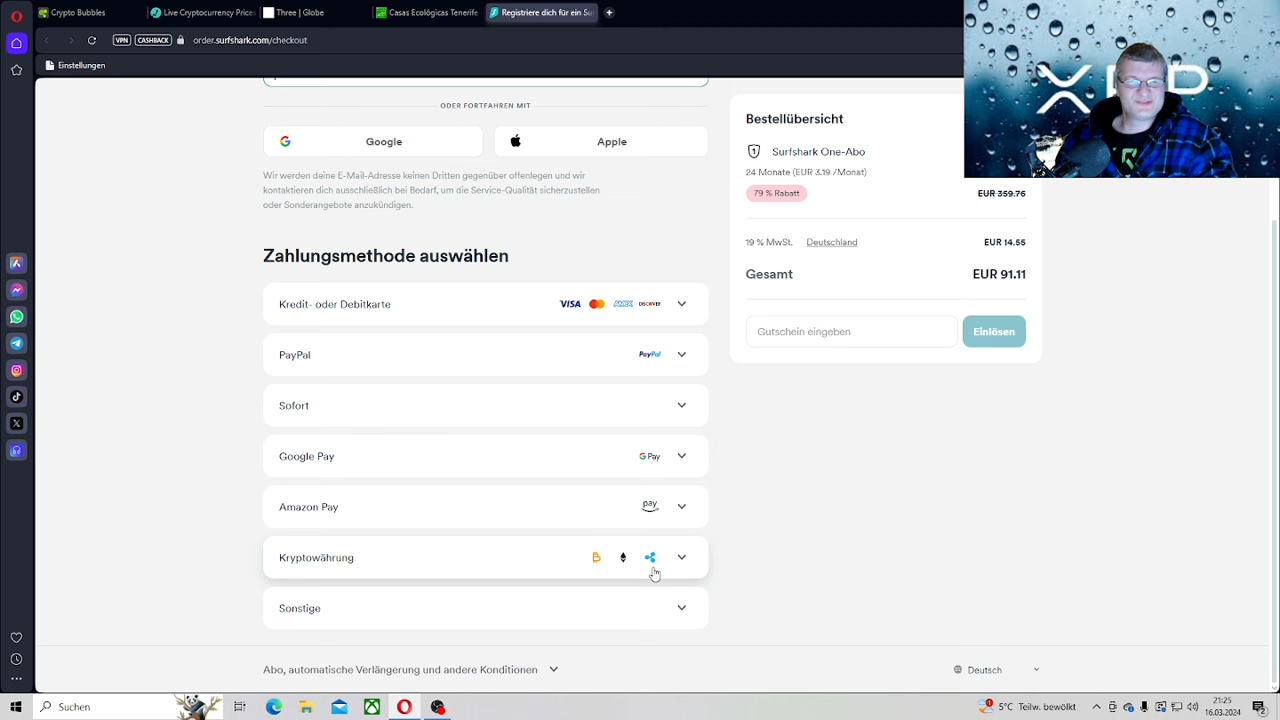 Crypto Bubbles
Live Cryptocurrency Prices
Three | Globe
Casas Ecológicas Tenerife
Registriere dich für ein Su
VPN
CASHBACK
order.surfshark.com/checkout
Einstellungen
ODER FORTFAHREN MIT
Google
Apple
Wir werden deine E-Mail-Adresse keinen Dritten gegenüber offenlegen und wir
kontaktieren dich ausschließlich bei Bedarf, um die Service-Qualität sicherzustellen
oder Sonderangebote anzukündigen.
Zahlungsmethode auswählen
Kredit- oder Debitkarte
VISA
AMEX
DISCOVER
PayPal
PayPal
Sofort
Google Pay
G Pay
Amazon Pay
pay
Kryptowährung
Sonstige
Abo, automatische Verlängerung und andere Konditionen
Deutsch
Bestellübersicht
1
Surfshark One-Abo
24 Monate (EUR 3.19 /Monat)
79 % Rabatt
EUR 359.76
19 % MwSt.
Deutschland
EUR 14.55
Gesamt
EUR 91.11
Gutschein eingeben
Einlösen
Suchen
5°C Teilw. bewölkt
21:25
16.03.2024
2